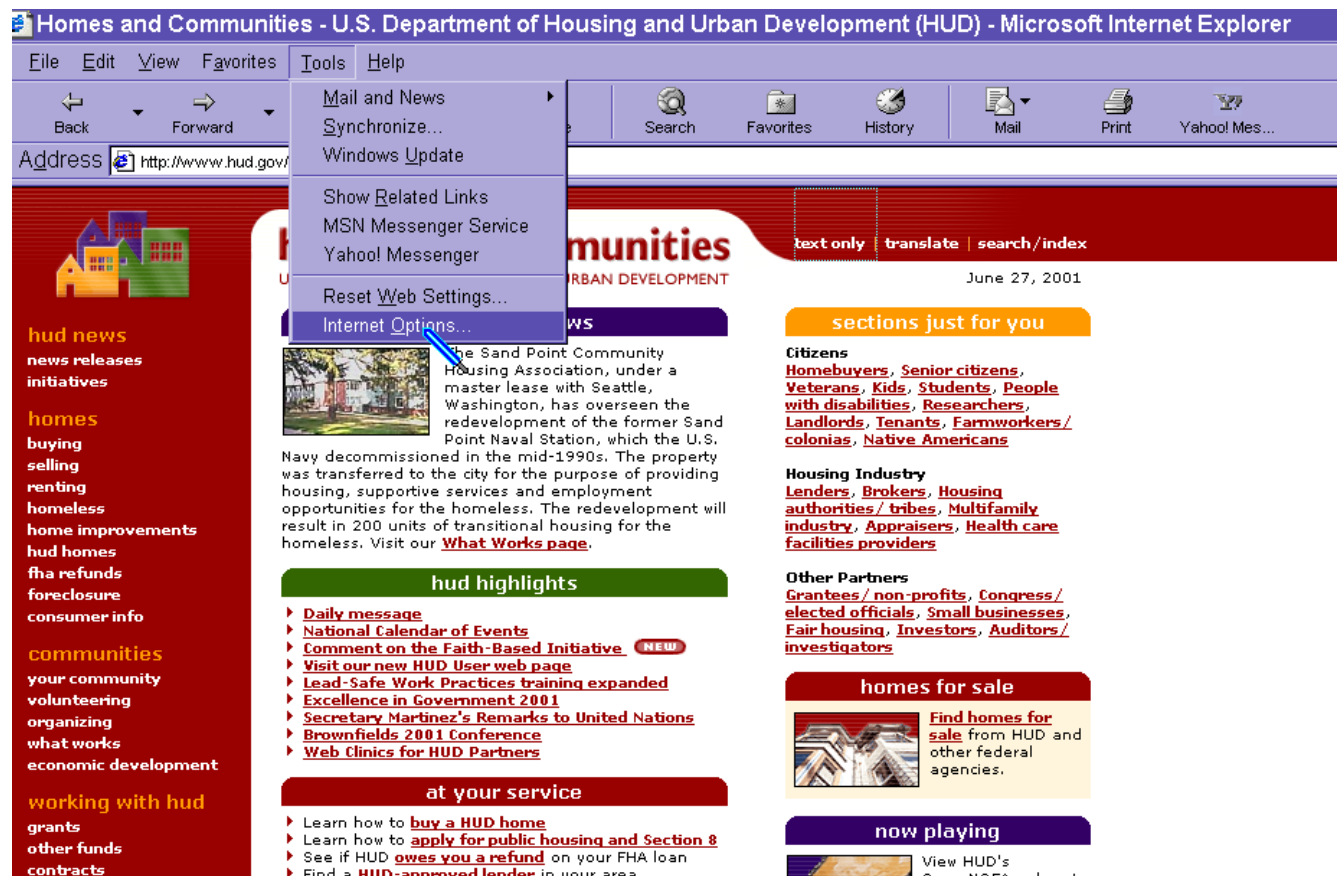 Homes and Communities - U.S. Department of Housing and Urban Development (HUD) - Microsoft Internet Explorer
File Edit View Favorites Tools Help
Back Forward Search Favorites History Mail Print Yahoo! Mes...
Address http://www.hud.gov/
Mail and News
Synchronize...
Windows Update
Show Related Links
MSN Messenger Service
Yahoo! Messenger
Reset Web Settings...
Internet Options...
text only | translate | search/index
URBAN DEVELOPMENT
June 27, 2001
hud news
news releases
initiatives
homes
buying
selling
renting
homeless
home improvements
hud homes
fha refunds
foreclosure
consumer info
communities
your community
volunteering
organizing
what works
economic development
working with hud
grants
other funds
contracts
The Sand Point Community
Housing Association, under a
master lease with Seattle,
Washington, has overseen the
redevelopment of the former Sand
Point Naval Station, which the U.S.
Navy decommissioned in the mid-1990s. The property
was transferred to the city for the purpose of providing
housing, supportive services and employment
opportunities for the homeless. The redevelopment will
result in 200 units of transitional housing for the
homeless. Visit our What Works page.
hud highlights
Daily message
National Calendar of Events
Comment on the Faith-Based Initiative NEW
Visit our new HUD User web page
Lead-Safe Work Practices training expanded
Excellence in Government 2001
Secretary Martinez's Remarks to United Nations
Brownfields 2001 Conference
Web Clinics for HUD Partners
at your service
Learn how to buy a HUD home
Learn how to apply for public housing and Section 8
See if HUD owes you a refund on your FHA loan
Find a HUD-approved lender in your area
sections just for you
Citizens
Homebuyers, Senior citizens,
Veterans, Kids, Students, People
with disabilities, Researchers,
Landlords, Tenants, Farmworkers/
colonias, Native Americans
Housing Industry
Lenders, Brokers, Housing
authorities/ tribes, Multifamily
industry, Appraisers, Health care
facilities providers
Other Partners
Grantees/ non-profits, Congress/
elected officials, Small businesses,
Fair housing, Investors, Auditors/
investigators
homes for sale
Find homes for
sale from HUD and
other federal
agencies.
now playing
View HUD's